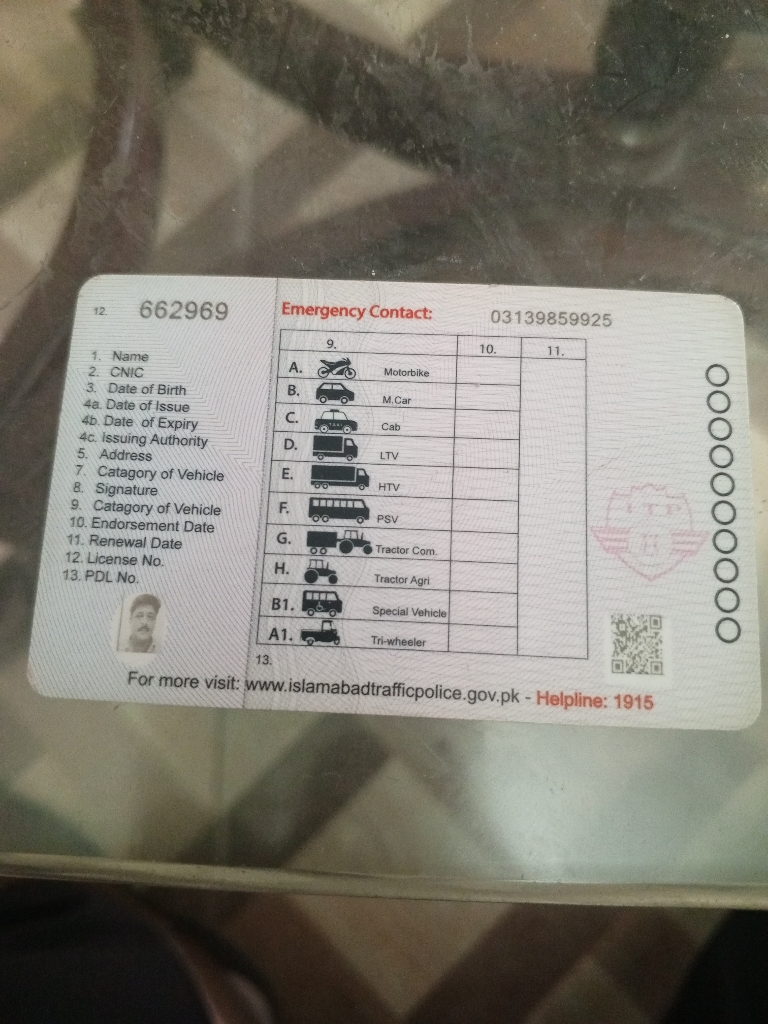 12. 662969
Emergency Contact: 03139859925
1. Name
2. CNIC
3. Date of Birth
4a. Date of Issue
4b. Date of Expiry
4c. Issuing Authority
5. Address
7. Catagory of Vehicle
8. Signature
9. Catagory of Vehicle
10. Endorsement Date
11. Renewal Date
12. License No.
13. PDL No.
9. 10. 11.
A. Motorbike
B. M.Car
C. TAXI Cab
D. LTV
E. HTV
F. PSV
G. Tractor Com.
H. Tractor Agri
B1. Special Vehicle
A1. Tri-wheeler
13.
ITP
For more visit: www.islamabadtrafficpolice.gov.pk - Helpline: 1915